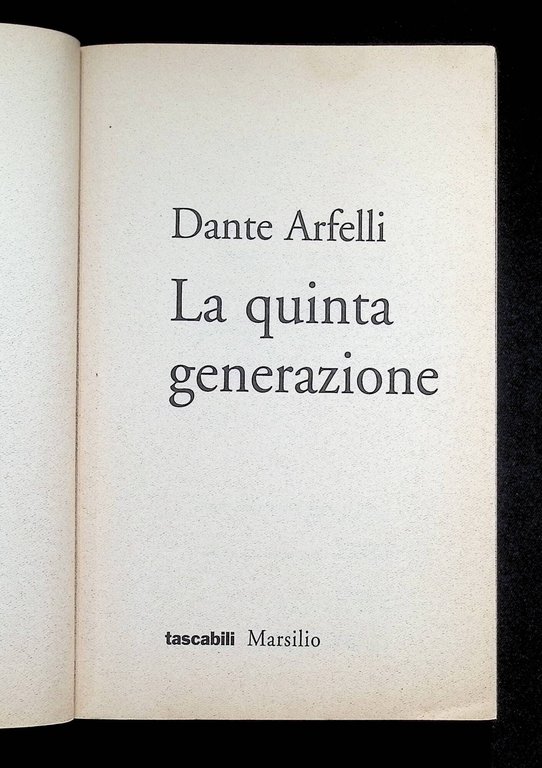 Dante Arfelli
La quinta
generazione
tascabili Marsilio